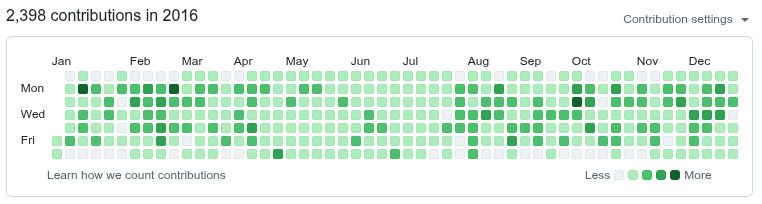 2,398 contributions in 2016
Contribution settings
Jan Feb Mar Apr May Jun Jul Aug Sep Oct Nov Dec
Mon
Wed
Fri
Learn how we count contributions
Less More